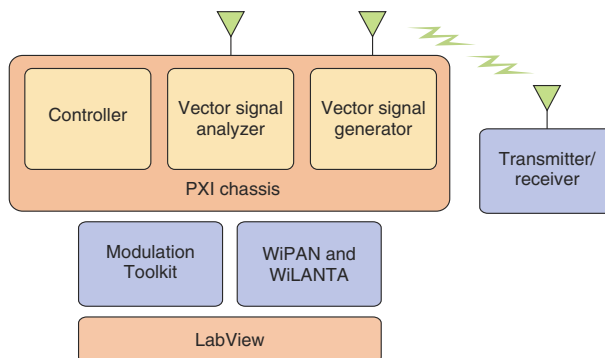 Controller
Vector signal
analyzer
Vector signal
generator
PXI chassis
Transmitter/
receiver
Modulation
Toolkit
WiPAN and
WiLANTA
LabView